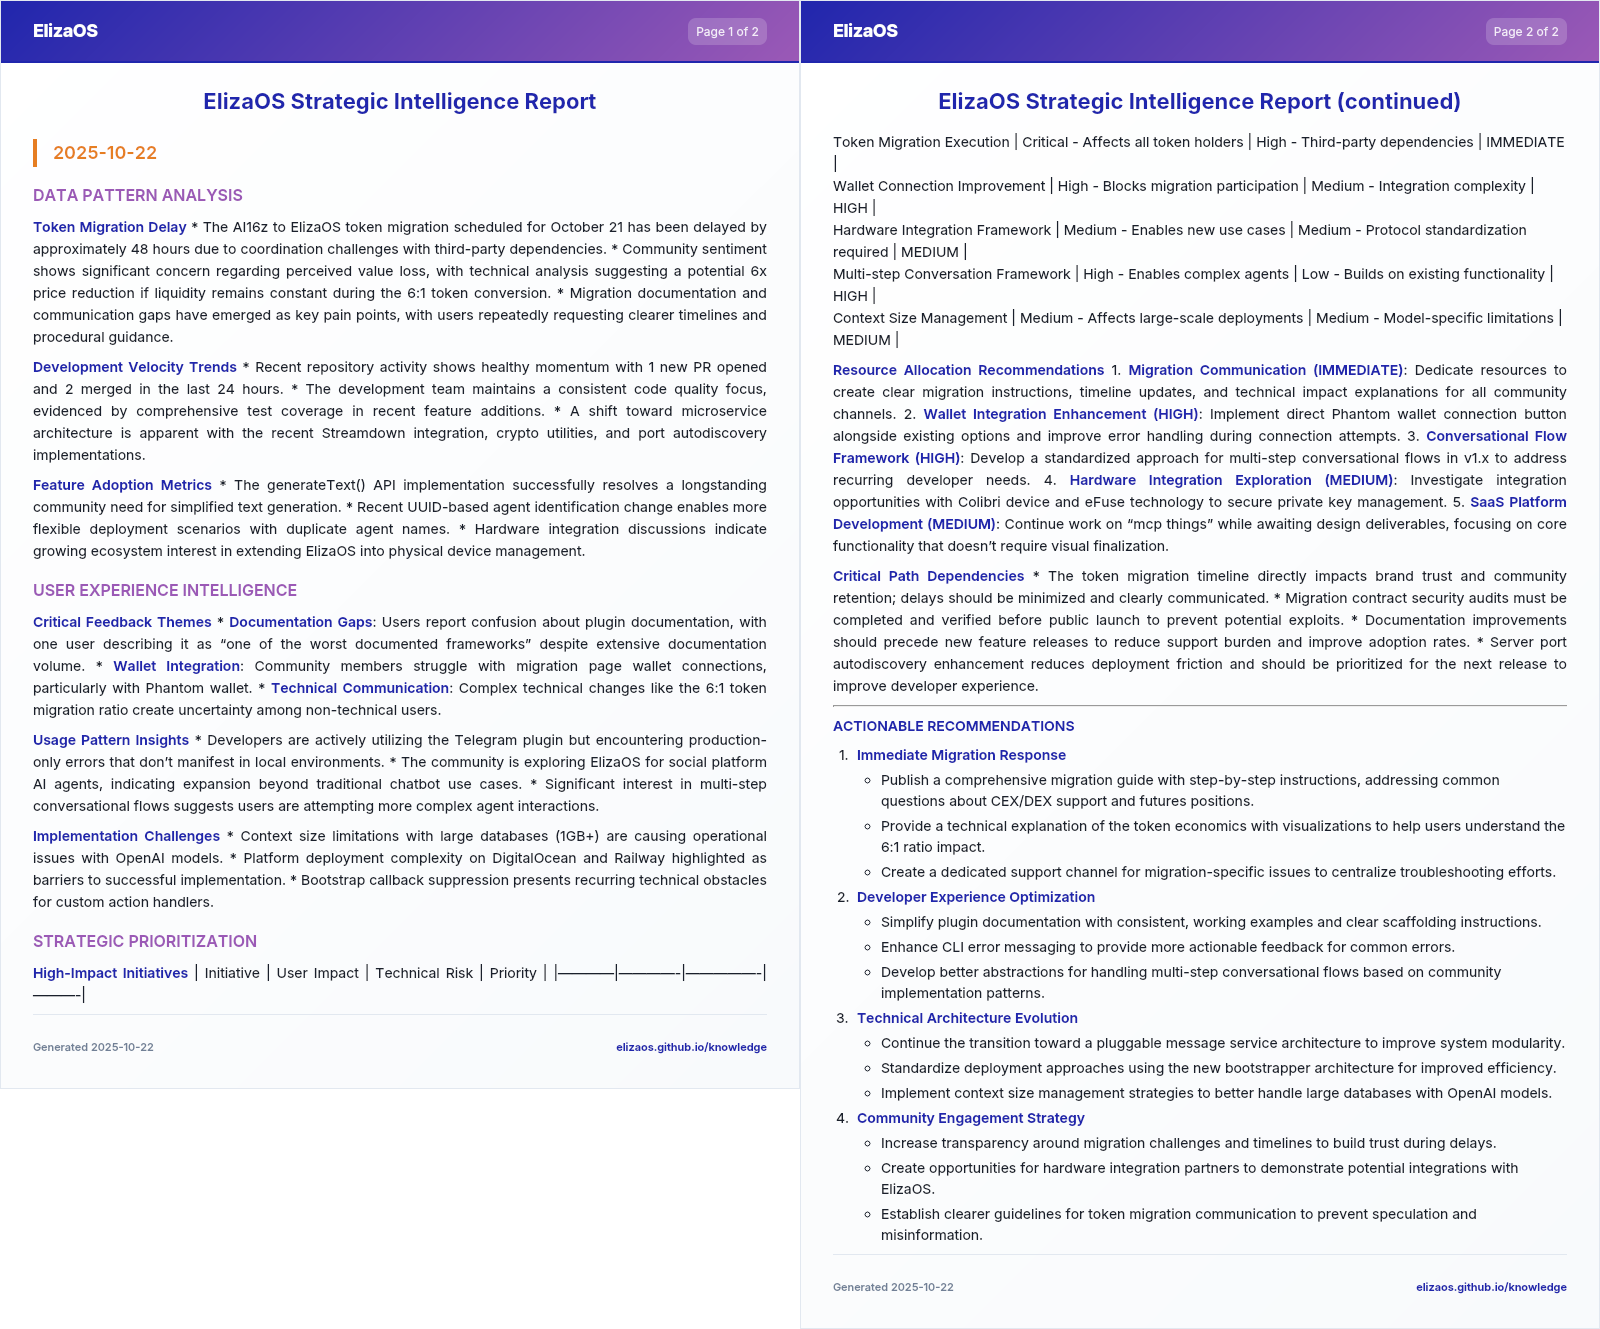 ElizaOS
Page 1 of 2
ElizaOS Strategic Intelligence Report
2025-10-22
DATA PATTERN ANALYSIS
Token Migration Delay * The AI16z to ElizaOS token migration scheduled for October 21 has been delayed by
approximately 48 hours due to coordination challenges with third-party dependencies. * Community sentiment
shows significant concern regarding perceived value loss, with technical analysis suggesting a potential 6x
price reduction if liquidity remains constant during the 6:1 token conversion. * Migration documentation and
communication gaps have emerged as key pain points, with users repeatedly requesting clearer timelines and
procedural guidance.
Development Velocity Trends * Recent repository activity shows healthy momentum with 1 new PR opened
and 2 merged in the last 24 hours. * The development team maintains a consistent code quality focus,
evidenced by comprehensive test coverage in recent feature additions. * A shift toward microservice
architecture is apparent with the recent Streamdown integration, crypto utilities, and port autodiscovery
implementations.
Feature Adoption Metrics * The generateText() API implementation successfully resolves a longstanding
community need for simplified text generation. * Recent UUID-based agent identification change enables more
flexible deployment scenarios with duplicate agent names. * Hardware integration discussions indicate
growing ecosystem interest in extending ElizaOS into physical device management.
USER EXPERIENCE INTELLIGENCE
Critical Feedback Themes * Documentation Gaps: Users report confusion about plugin documentation, with
one user describing it as “one of the worst documented frameworks” despite extensive documentation
volume. * Wallet Integration: Community members struggle with migration page wallet connections,
particularly with Phantom wallet. * Technical Communication: Complex technical changes like the 6:1 token
migration ratio create uncertainty among non-technical users.
Usage Pattern Insights * Developers are actively utilizing the Telegram plugin but encountering production-
only errors that don’t manifest in local environments. * The community is exploring ElizaOS for social platform
AI agents, indicating expansion beyond traditional chatbot use cases. * Significant interest in multi-step
conversational flows suggests users are attempting more complex agent interactions.
Implementation Challenges * Context size limitations with large databases (1GB+) are causing operational
issues with OpenAI models. * Platform deployment complexity on DigitalOcean and Railway highlighted as
barriers to successful implementation. * Bootstrap callback suppression presents recurring technical obstacles
for custom action handlers.
STRATEGIC PRIORITIZATION
High-Impact Initiatives | Initiative | User Impact | Technical Risk | Priority | |————|————-|—————-|
———-|
Generated 2025-10-22
elizaos.github.io/knowledge
ElizaOS
Page 2 of 2
ElizaOS Strategic Intelligence Report (continued)
Token Migration Execution | Critical - Affects all token holders | High - Third-party dependencies | IMMEDIATE
|
Wallet Connection Improvement | High - Blocks migration participation | Medium - Integration complexity |
HIGH |
Hardware Integration Framework | Medium - Enables new use cases | Medium - Protocol standardization
required | MEDIUM |
Multi-step Conversation Framework | High - Enables complex agents | Low - Builds on existing functionality |
HIGH |
Context Size Management | Medium - Affects large-scale deployments | Medium - Model-specific limitations |
MEDIUM |
Resource Allocation Recommendations 1. Migration Communication (IMMEDIATE): Dedicate resources to
create clear migration instructions, timeline updates, and technical impact explanations for all community
channels. 2. Wallet Integration Enhancement (HIGH): Implement direct Phantom wallet connection button
alongside existing options and improve error handling during connection attempts. 3. Conversational Flow
Framework (HIGH): Develop a standardized approach for multi-step conversational flows in v1.x to address
recurring developer needs. 4. Hardware Integration Exploration (MEDIUM): Investigate integration
opportunities with Colibri device and eFuse technology to secure private key management. 5. SaaS Platform
Development (MEDIUM): Continue work on “mcp things” while awaiting design deliverables, focusing on core
functionality that doesn’t require visual finalization.
Critical Path Dependencies * The token migration timeline directly impacts brand trust and community
retention; delays should be minimized and clearly communicated. * Migration contract security audits must be
completed and verified before public launch to prevent potential exploits. * Documentation improvements
should precede new feature releases to reduce support burden and improve adoption rates. * Server port
autodiscovery enhancement reduces deployment friction and should be prioritized for the next release to
improve developer experience.
ACTIONABLE RECOMMENDATIONS
1. Immediate Migration Response
◦ Publish a comprehensive migration guide with step-by-step instructions, addressing common
questions about CEX/DEX support and futures positions.
◦ Provide a technical explanation of the token economics with visualizations to help users understand the
6:1 ratio impact.
◦ Create a dedicated support channel for migration-specific issues to centralize troubleshooting efforts.
2. Developer Experience Optimization
◦ Simplify plugin documentation with consistent, working examples and clear scaffolding instructions.
◦ Enhance CLI error messaging to provide more actionable feedback for common errors.
◦ Develop better abstractions for handling multi-step conversational flows based on community
implementation patterns.
3. Technical Architecture Evolution
◦ Continue the transition toward a pluggable message service architecture to improve system modularity.
◦ Standardize deployment approaches using the new bootstrapper architecture for improved efficiency.
◦ Implement context size management strategies to better handle large databases with OpenAI models.
4. Community Engagement Strategy
◦ Increase transparency around migration challenges and timelines to build trust during delays.
◦ Create opportunities for hardware integration partners to demonstrate potential integrations with
ElizaOS.
◦ Establish clearer guidelines for token migration communication to prevent speculation and
misinformation.
Generated 2025-10-22
elizaos.github.io/knowledge